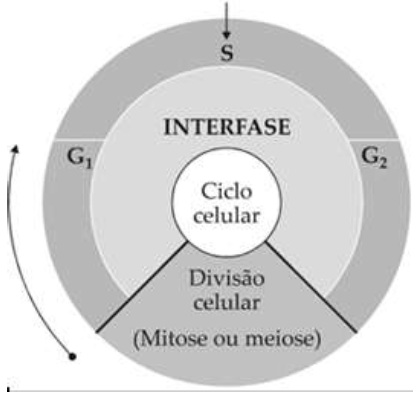 S
INTERFASE
G₁
G₂
Ciclo
celular
Divisão
celular
(Mitose ou meiose)